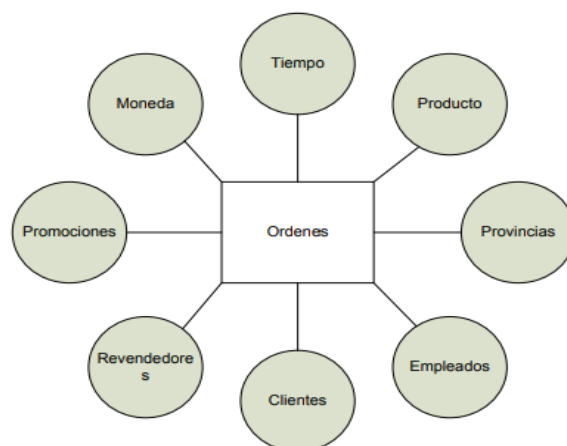 Tiempo
Moneda
Producto
Promociones
Ordenes
Provincias
Revendedore
s
Empleados
Clientes